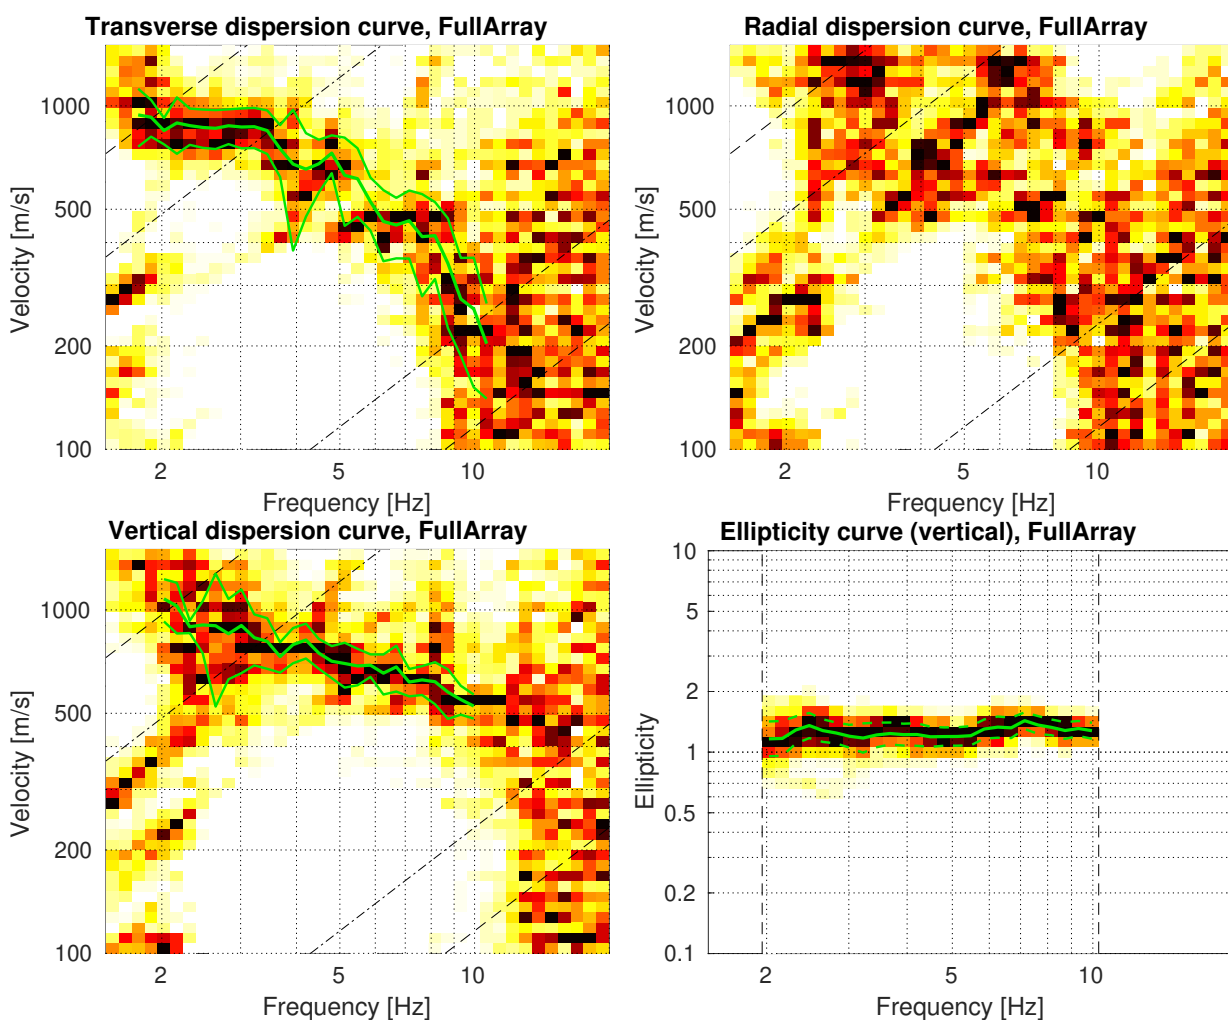 Transverse dispersion curve, FullArray
Velocity [m/s]
1000
500
200
100
2
5
10
Frequency [Hz]
Radial dispersion curve, FullArray
Velocity [m/s]
1000
500
200
100
2
5
10
Frequency [Hz]
Vertical dispersion curve, FullArray
Velocity [m/s]
1000
500
200
100
2
5
10
Frequency [Hz]
Ellipticity curve (vertical), FullArray
Ellipticity
10
5
2
1
0.5
0.2
0.1
2
5
10
Frequency [Hz]